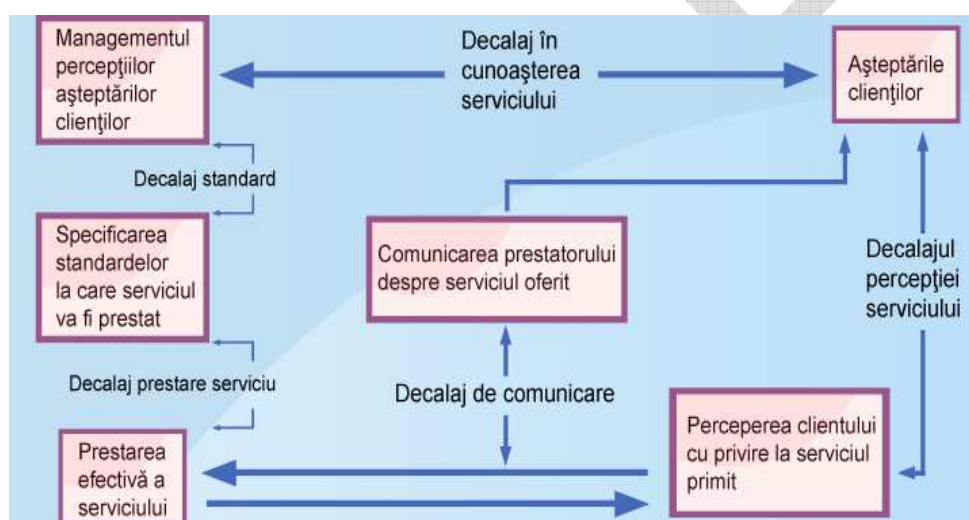 Managementul
percepţiilor
aşteptărilor
clienţilor
Decalaj în
cunoaşterea
serviciului
Aşteptările
clienţilor
Decalaj standard
Specificarea
standardelor
la care serviciul
va fi prestat
Comunicarea prestatorului
despre serviciul oferit
Decalajul
percepţiei
serviciului
Decalaj prestare serviciu
Decalaj de comunicare
Prestarea
efectivă a
serviciului
Perceperea clientului
cu privire la serviciul
primit